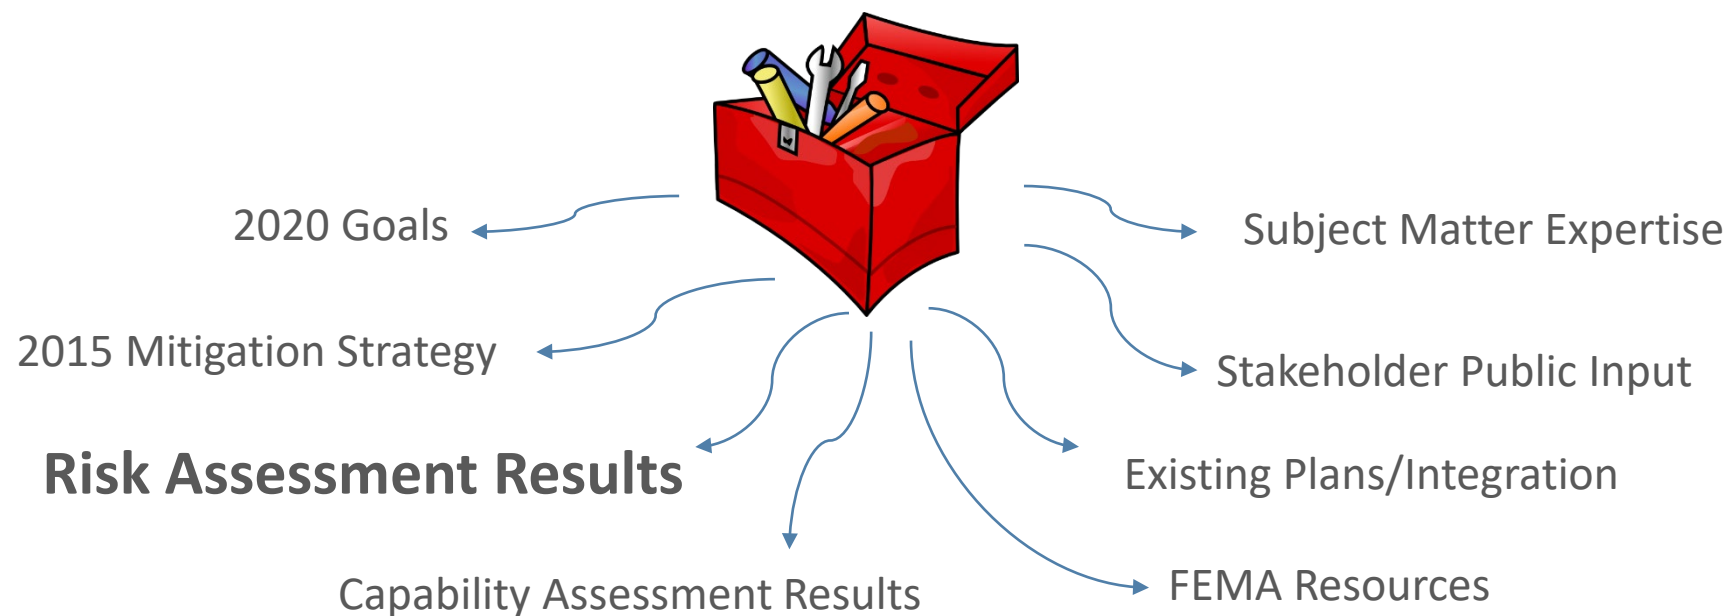 2020 Goals
Subject Matter Expertise
2015 Mitigation Strategy
Stakeholder Public Input
Risk Assessment Results
Existing Plans/Integration
Capability Assessment Results
FEMA Resources